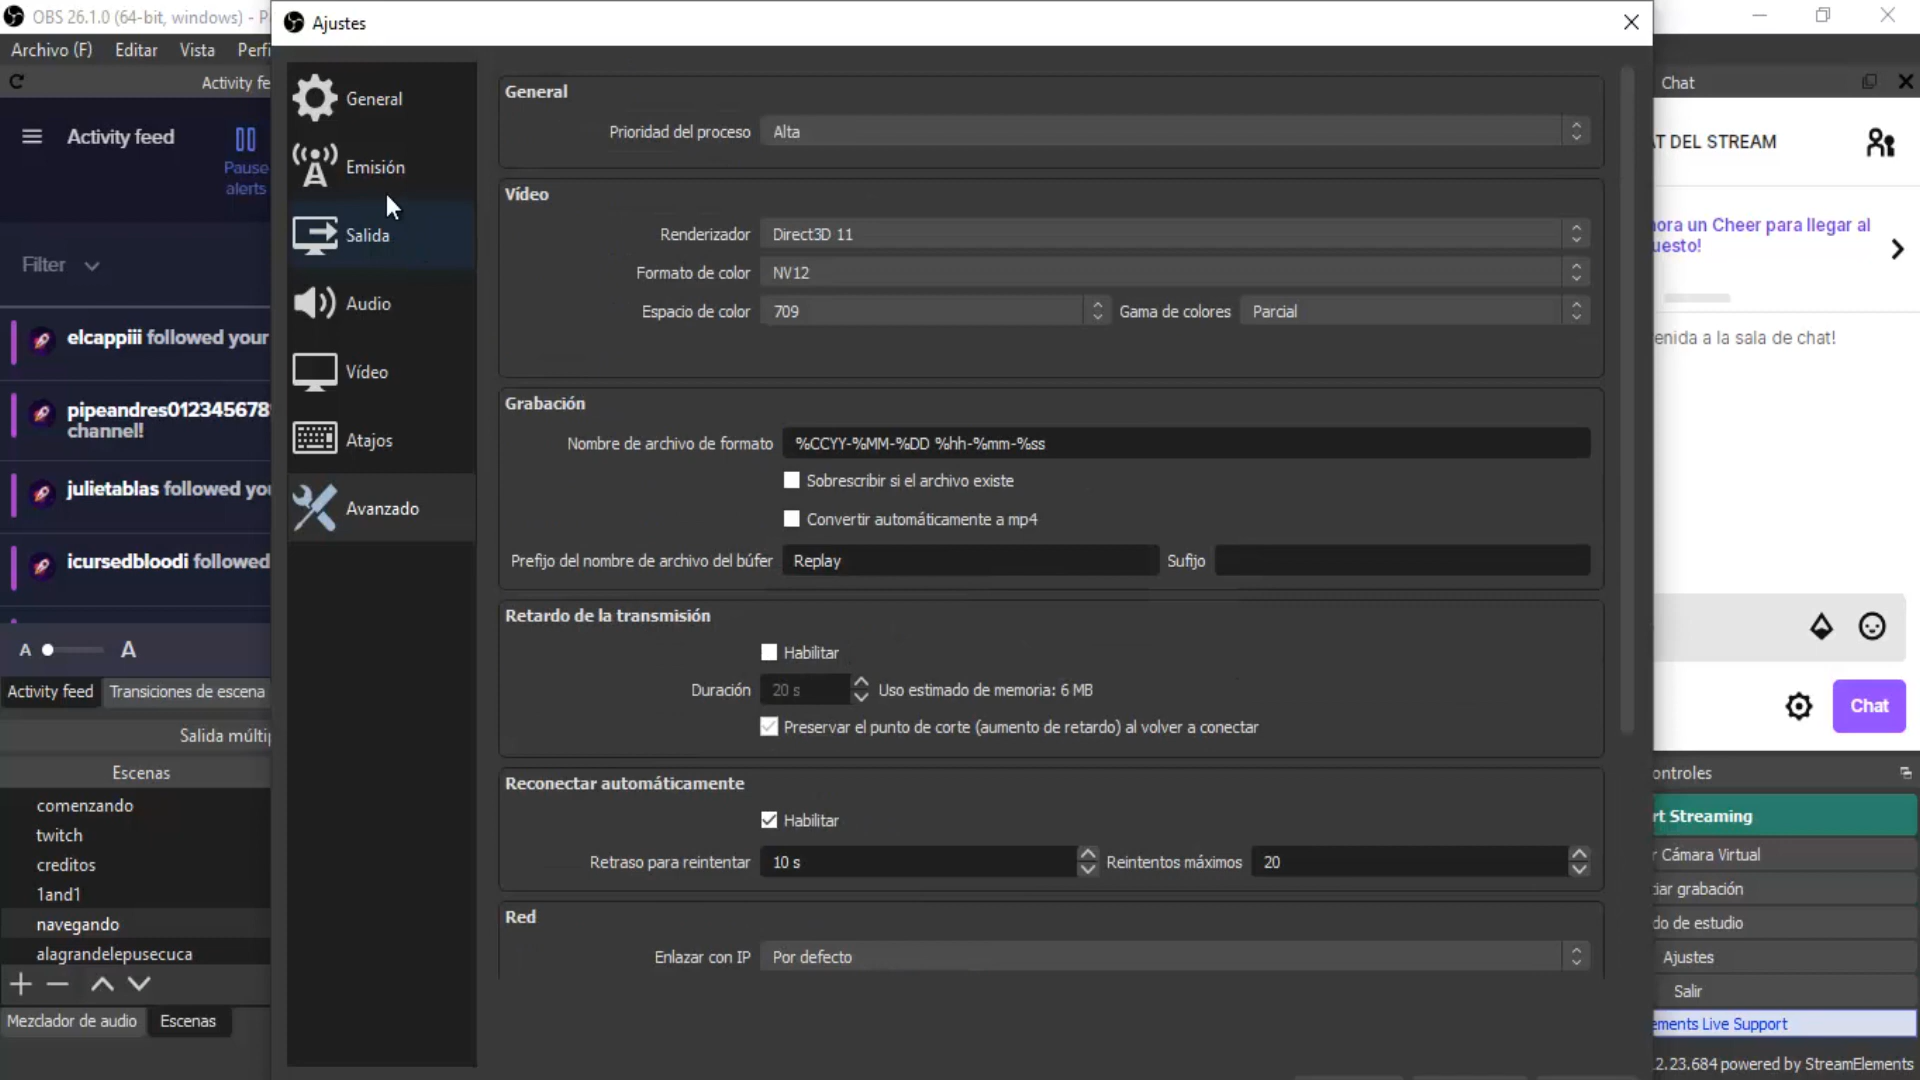 OBS 26.1.0 (64-bit, windows) - P
Ajustes
Archivo (F) Editar Vista Perfi
Activity fe
Activity feed
Pause
alerts
Filter
elcappiii followed your
pipeandres012345678
channel!
julietablas followed you
icursedbloodi followed
A A
Activity feed Transiciones de escena
Salida múltip
Escenas
comenzando
twitch
creditos
1and1
navegando
alagrandelepusecuca
Mezclador de audio Escenas
General
Emisión
Salida
Audio
Vídeo
Atajos
Avanzado
General
Prioridad del proceso Alta
Vídeo
Renderizador Direct3D 11
Formato de color NV12
Espacio de color 709 Gama de colores Parcial
Grabación
Nombre de archivo de formato %CCYY-%MM-%DD %hh-%mm-%ss
Sobrescribir si el archivo existe
Convertir automáticamente a mp4
Prefijo del nombre de archivo del búfer Replay Sufijo
Retardo de la transmisión
Habilitar
Duración 20 s Uso estimado de memoria: 6 MB
Preservar el punto de corte (aumento de retardo) al volver a conectar
Reconectar automáticamente
Habilitar
Retraso para reintentar 10 s Reintentos máximos 20
Red
Enlazar con IP Por defecto
Chat
AT DEL STREAM
ora un Cheer para llegar al
uesto!
enida a la sala de chat!
Chat
ontroles
rt Streaming
r Cámara Virtual
iar grabación
do de estudio
Ajustes
Salir
ements Live Support
2.23.684 powered by StreamElements